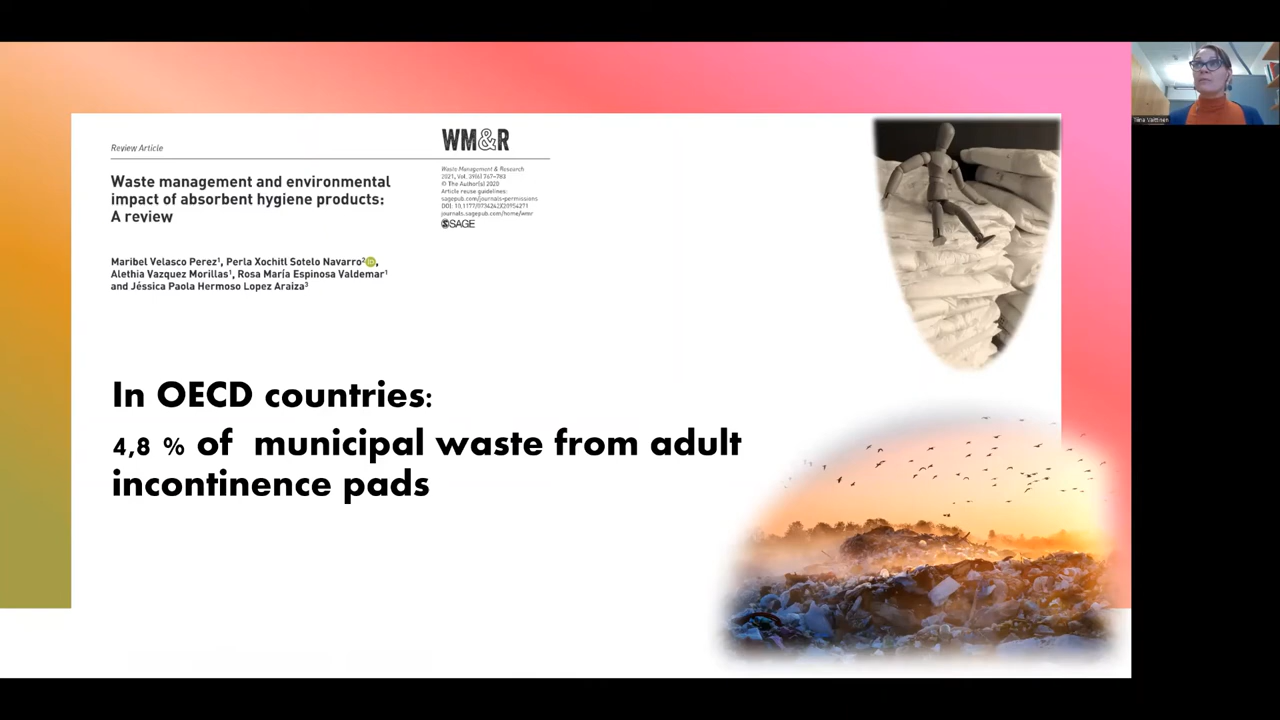 Review Article
WM&R
Waste management and environmental
impact of absorbent hygiene products:
A review
Waste Management & Research
2021, Vol. 39(6) 767–783
© The Author(s) 2020
Article reuse guidelines:
sagepub.com/journals-permissions
DOI: 10.1177/0734242X20954271
journals.sagepub.com/home/wmr
SAGE
Maribel Velasco Perez1, Perla Xochitl Sotelo Navarro2 iD,
Alethia Vazquez Morillas1, Rosa María Espinosa Valdemar1
and Jéssica Paola Hermoso Lopez Araiza3
In OECD countries:
4,8 % of municipal waste from adult
incontinence pads
Tiina Vaittinen